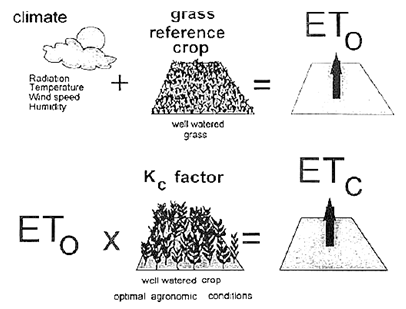 climate
grass
reference
crop
ETO
Radiation
Temperature
Wind speed
Humidity
+
=
well watered
grass
Kc factor
ETC
ETO x =
well watered crop
optimal agronomic conditions